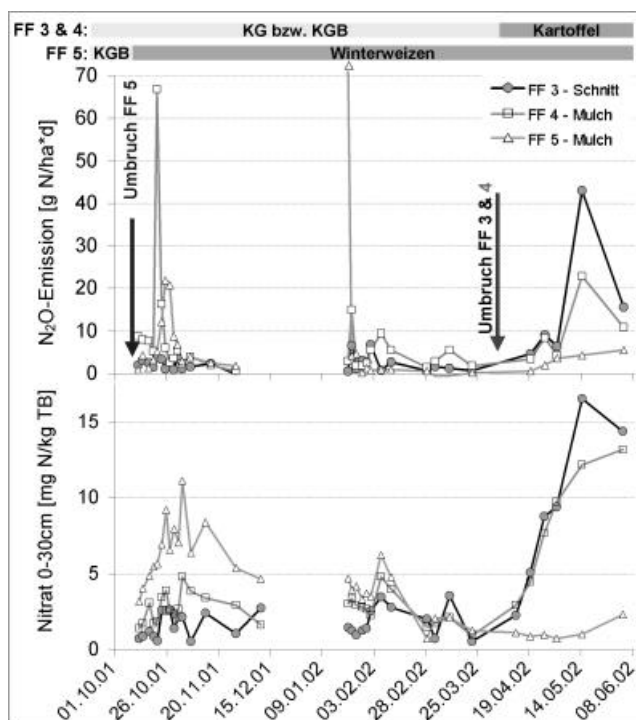 FF 3 & 4: KG bzw. KGB Kartoffel
FF 5: KGB Winterweizen
N₂O-Emission [g N/ha*d]
70
60
50
40
30
20
10
0
Umbruch FF 5
Umbruch FF 3 & 4
FF 3 - Schnitt
FF 4 - Mulch
FF 5 - Mulch
Nitrat 0-30cm [mg N/kg TB]
15
10
5
0
01.10.01
26.10.01
20.11.01
15.12.01
09.01.02
03.02.02
28.02.02
25.03.02
19.04.02
14.05.02
08.06.02